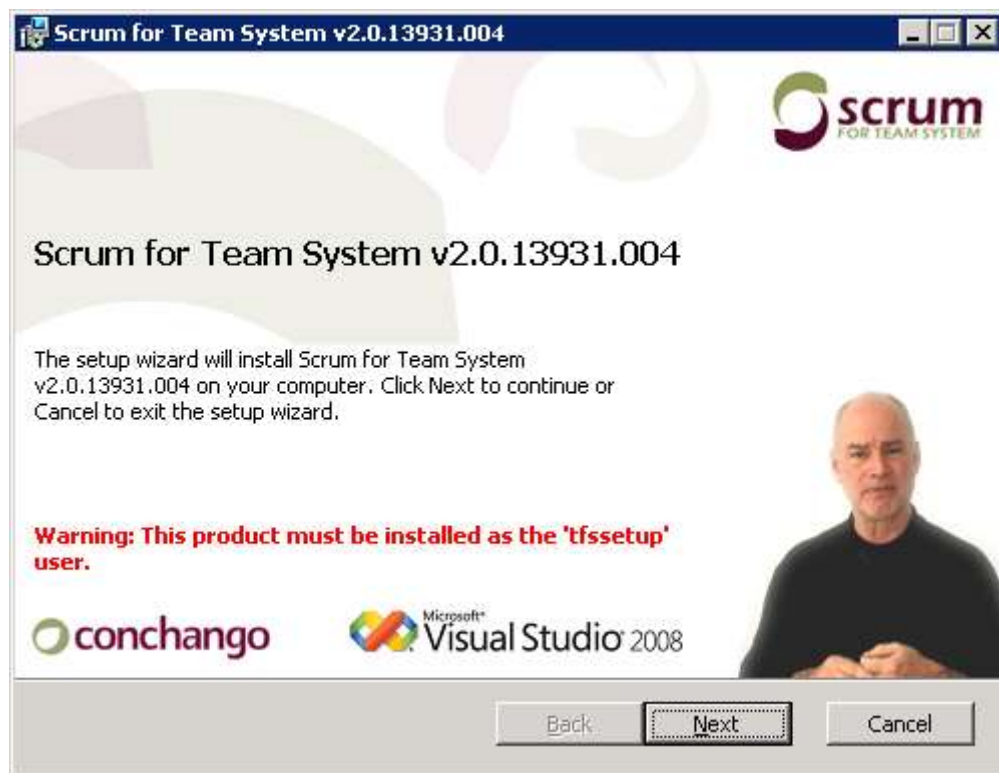 Scrum for Team System v2.0.13931.004
scrum
FOR TEAM SYSTEM
Scrum for Team System v2.0.13931.004
The setup wizard will install Scrum for Team System
v2.0.13931.004 on your computer. Click Next to continue or
Cancel to exit the setup wizard.
Warning: This product must be installed as the 'tfssetup'
user.
conchango
Microsoft®
Visual Studio® 2008
Back Next Cancel